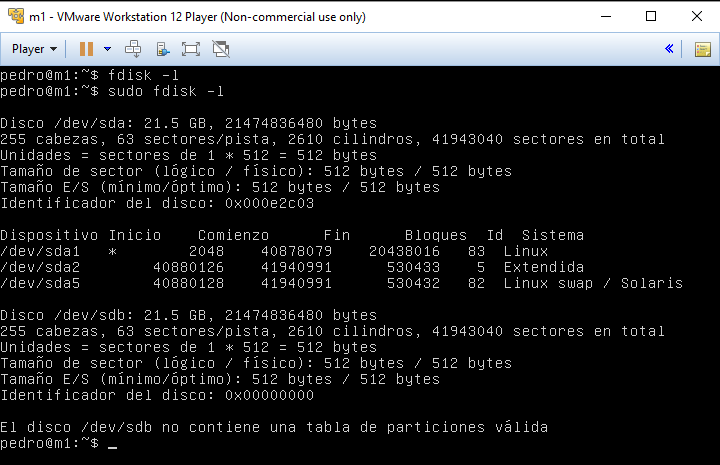 m1 - VMware Workstation 12 Player (Non-commercial use only)
Player
pedro@m1:~$ fdisk -l
pedro@m1:~$ sudo fdisk -l
Disco /dev/sda: 21.5 GB, 21474836480 bytes
255 cabezas, 63 sectores/pista, 2610 cilindros, 41943040 sectores en total
Unidades = sectores de 1 * 512 = 512 bytes
Tamaño de sector (lógico / físico): 512 bytes / 512 bytes
Tamaño E/S (mínimo/óptimo): 512 bytes / 512 bytes
Identificador del disco: 0x000e2c03
Dispositivo Inicio    Comienzo      Fin      Bloques  Id  Sistema
/dev/sda1   *        2048    40878079    20438016   83  Linux
/dev/sda2        40880126    41940991      530433    5  Extendida
/dev/sda5        40880128    41940991      530432   82  Linux swap / Solaris
Disco /dev/sdb: 21.5 GB, 21474836480 bytes
255 cabezas, 63 sectores/pista, 2610 cilindros, 41943040 sectores en total
Unidades = sectores de 1 * 512 = 512 bytes
Tamaño de sector (lógico / físico): 512 bytes / 512 bytes
Tamaño E/S (mínimo/óptimo): 512 bytes / 512 bytes
Identificador del disco: 0x00000000
El disco /dev/sdb no contiene una tabla de particiones válida
pedro@m1:~$ _